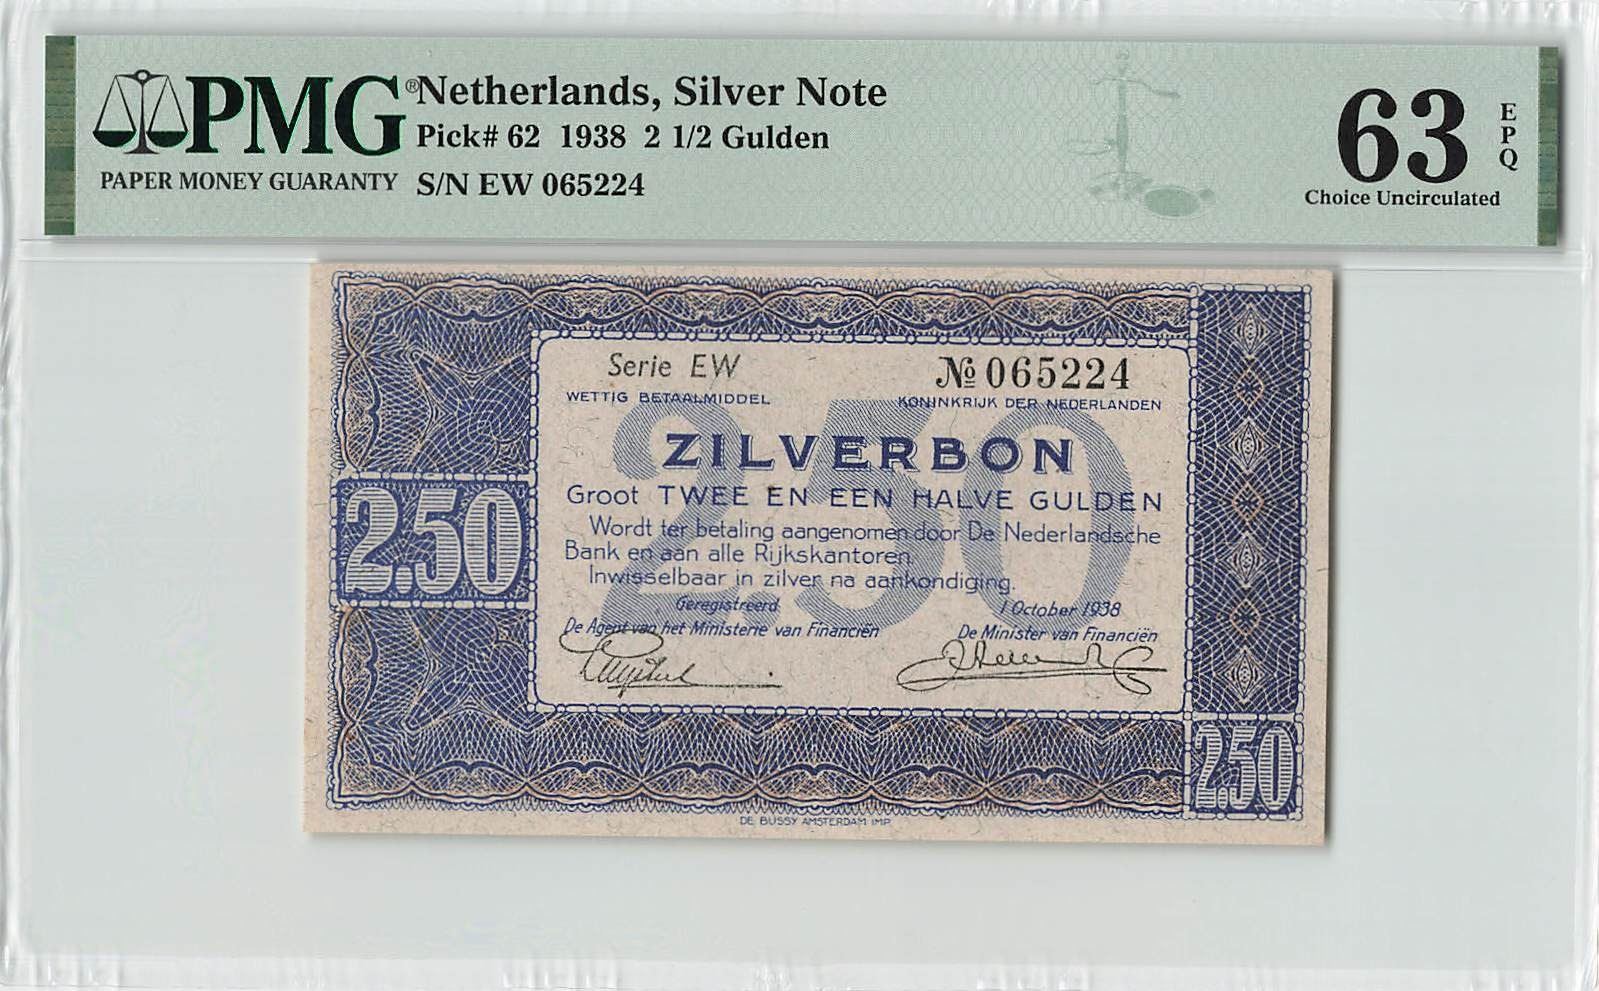 PMG®
PAPER MONEY GUARANTY
Netherlands, Silver Note
Pick# 62 1938 2 1/2 Gulden
S/N EW 065224
63 EPQ
Choice Uncirculated
Serie EW
№ 065224
WETTIG BETAALMIDDEL
KONINKRIJK DER NEDERLANDEN
2.50
ZILVERBON
Groot TWEE EN EEN HALVE GULDEN
Wordt ter betaling aangenomen door De Nederlandsche
Bank en aan alle Rijkskantoren.
Inwisselbaar in zilver na aankondiging.
Geregistreerd
1 October 1938
De Agent van het Ministerie van Financiën
De Minister van Financiën
2.50
2.50
DE BUSSY AMSTERDAM IMP.